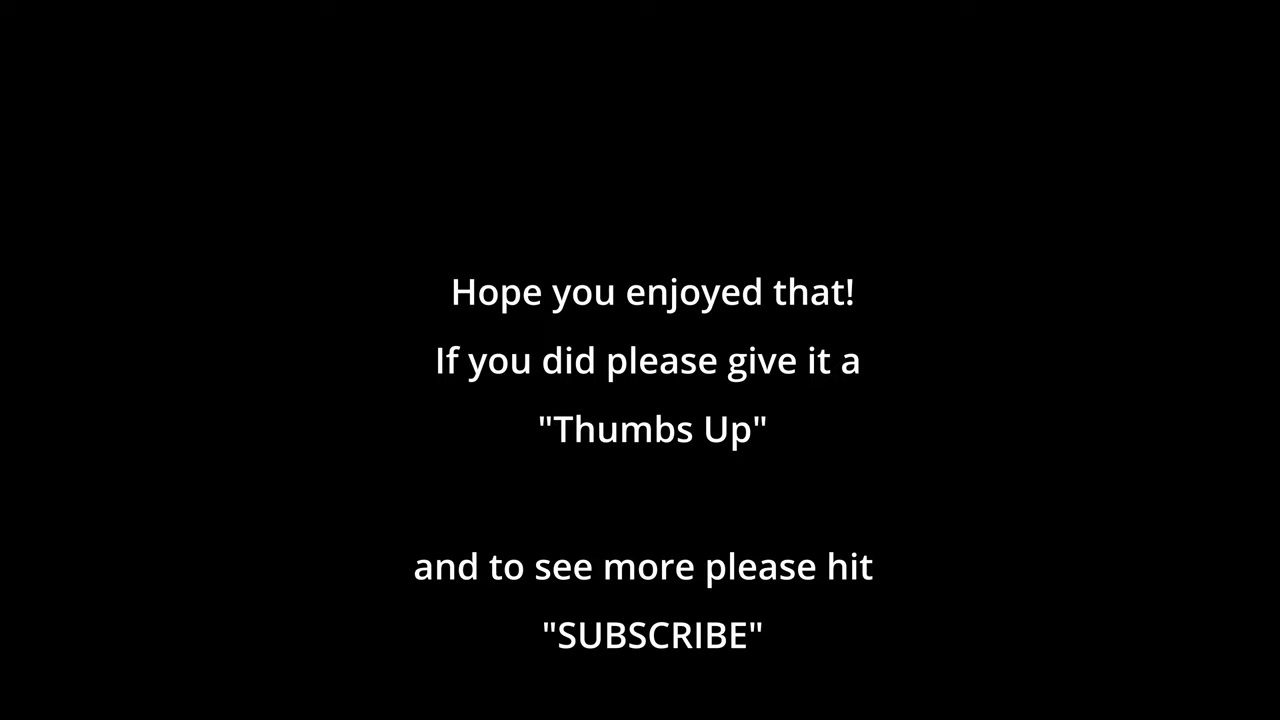 Hope you enjoyed that!
If you did please give it a
"Thumbs Up"
and to see more please hit
"SUBSCRIBE"